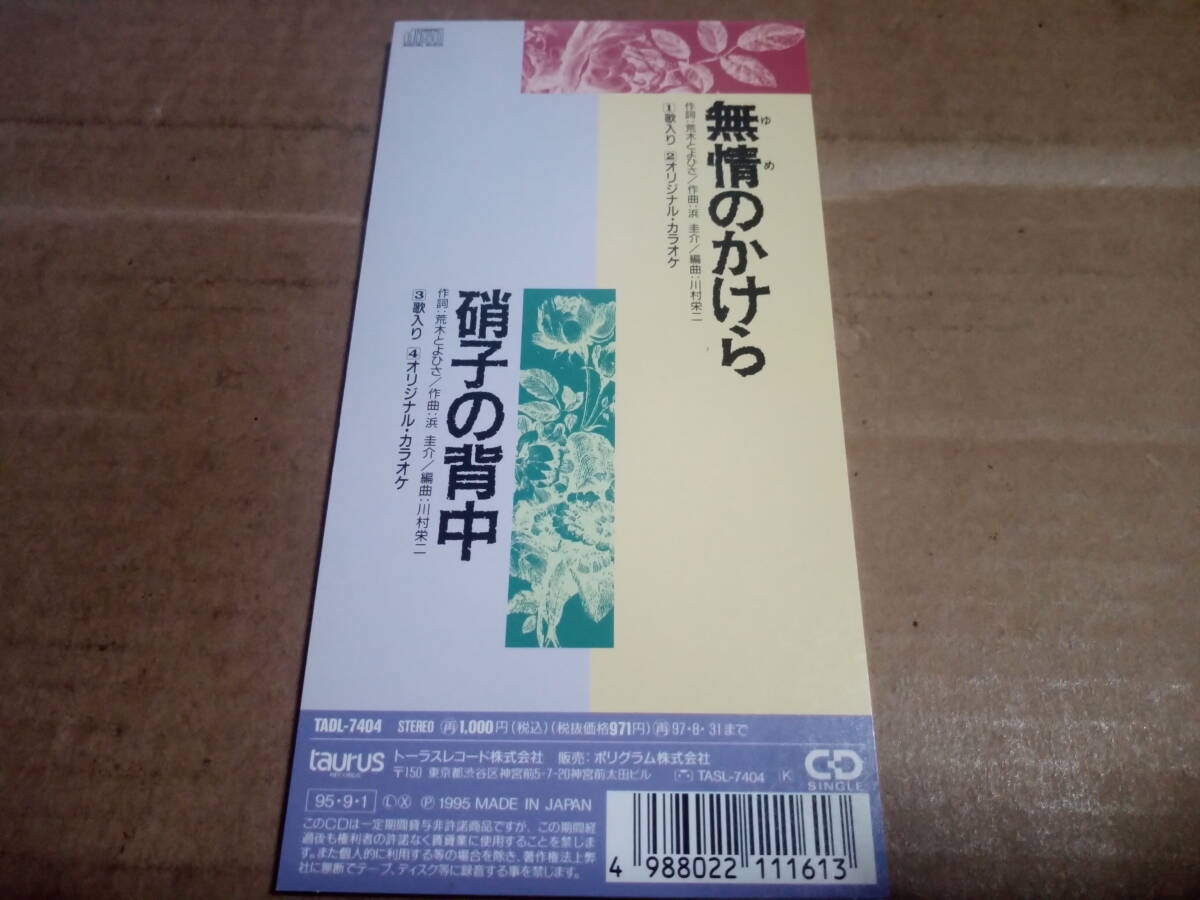 無情のかけら
ゆめ
作詞:荒木とよひさ/作曲:浜 圭介/編曲:川村栄二
1歌入り 2オリジナル・カラオケ
硝子の背中
作詞:荒木とよひさ/作曲:浜 圭介/編曲:川村栄二
3歌入り 4オリジナル・カラオケ
TADL-7404 STEREO 再1,000円(税込)(税抜価格971円)再97・8・31まで
taurus トーラスレコード株式会社 販売:ポリグラム株式会社
〒150 東京都渋谷区神宮前5-7-20神宮前太田ビル TASL-7404 K
CD SINGLE
95・9・1 Ⓛ Ⓧ Ⓟ 1995 MADE IN JAPAN
このCDは一定期間貸与非許諾商品ですが、この期間経
過後も権利者の許諾なく賃貸業に使用することを禁じま
す。また個人的に利用する等の場合を除き、著作権法上弊
社に無断でテープ、ディスク等に録音する事を禁じます。
4 988022 111613